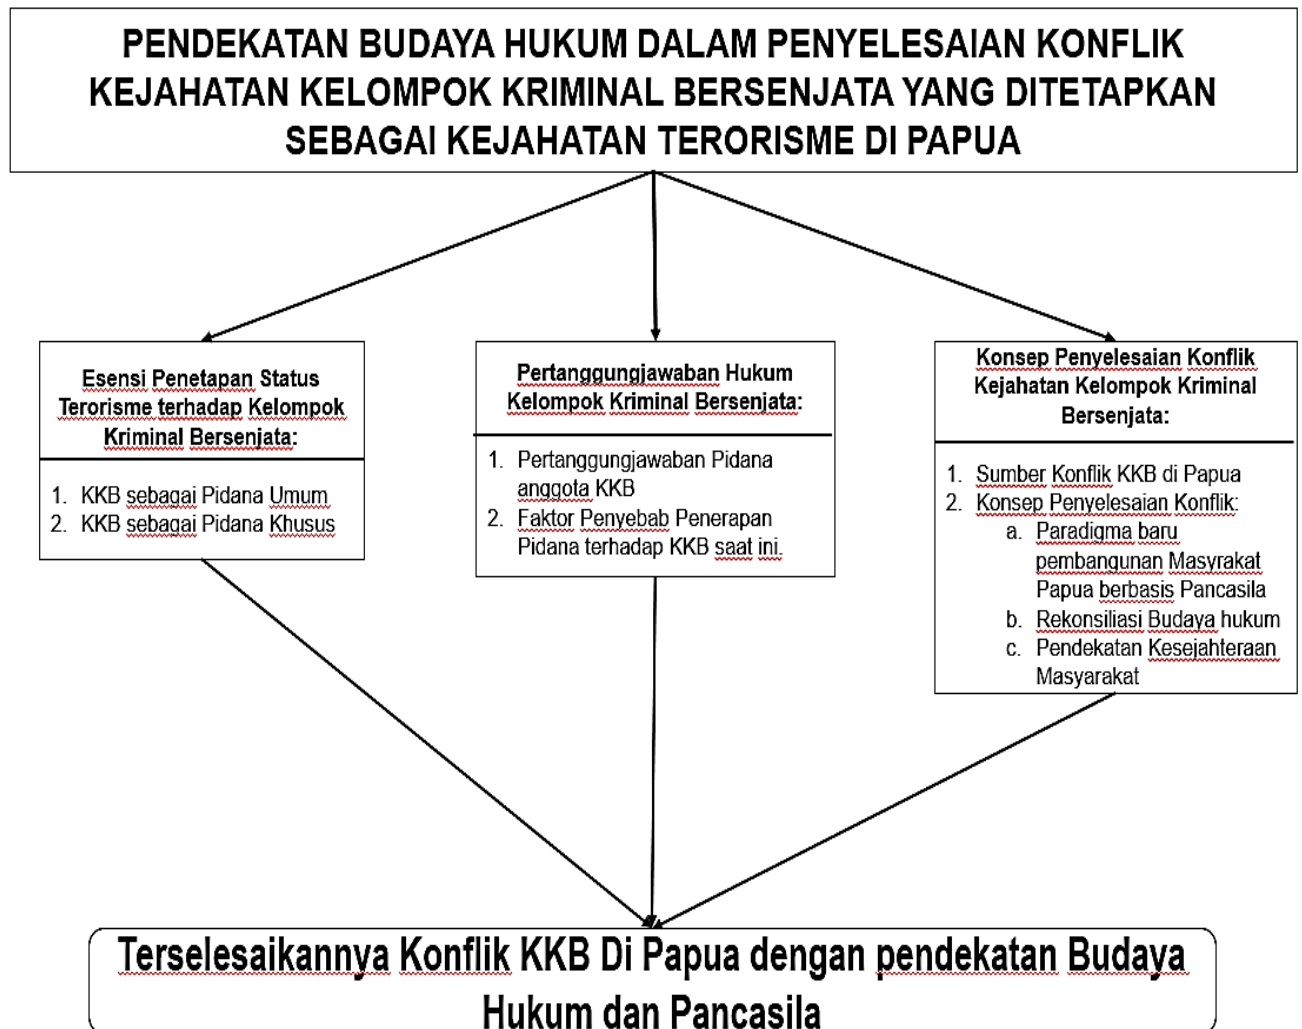 PENDEKATAN BUDAYA HUKUM DALAM PENYELESAIAN KONFLIK
KEJAHATAN KELOMPOK KRIMINAL BERSENJATA YANG DITETAPKAN
SEBAGAI KEJAHATAN TERORISME DI PAPUA
Esensi Penetapan Status
Terorisme terhadap Kelompok
Kriminal Bersenjata:
1. KKB sebagai Pidana Umum
2. KKB sebagai Pidana Khusus
Pertanggungjawaban Hukum
Kelompok Kriminal Bersenjata:
1. Pertanggungjawaban Pidana
anggota KKB
2. Faktor Penyebab Penerapan
Pidana terhadap KKB saat ini.
Konsep Penyelesaian Konflik
Kejahatan Kelompok Kriminal
Bersenjata:
1. Sumber Konflik KKB di Papua
2. Konsep Penyelesaian Konflik:
a. Paradigma baru
pembangunan Masyrakat
Papua berbasis Pancasila
b. Rekonsiliasi Budaya hukum
c. Pendekatan Kesejahteraan
Masyarakat
Terselesaikannya Konflik KKB Di Papua dengan pendekatan Budaya
Hukum dan Pancasila